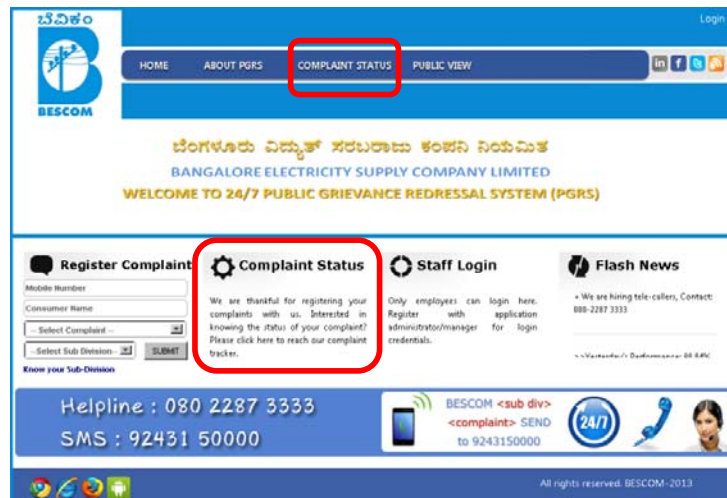 ಬೆವಿಕಂ
BESCOM
Login
HOME
ABOUT PGRS
COMPLAINT STATUS
PUBLIC VIEW
ಬೆಂಗಳೂರು ವಿದ್ಯುತ್ ಸರಬರಾಜು ಕಂಪನಿ ನಿಯಮಿತ
BANGALORE ELECTRICITY SUPPLY COMPANY LIMITED
WELCOME TO 24/7 PUBLIC GRIEVANCE REDRESSAL SYSTEM (PGRS)
Register Complaint
Mobile Number
Consumer Name
-- Select Complaint --
--Select Sub Division--
SUBMIT
Know your Sub-Division
Complaint Status
We are thankful for registering your
complaints with us. Interested in
knowing the status of your complaint?
Please click here to reach our complaint
tracker.
Staff Login
Only employees can login here.
Register with application
administrator/manager for login
credentials.
Flash News
» We are hiring tele-callers, Contact:
080-2287 3333
Helpline : 080 2287 3333
SMS : 92431 50000
BESCOM <sub div>
<complaint> SEND
to 9243150000
24/7
All rights reserved. BESCOM-2013